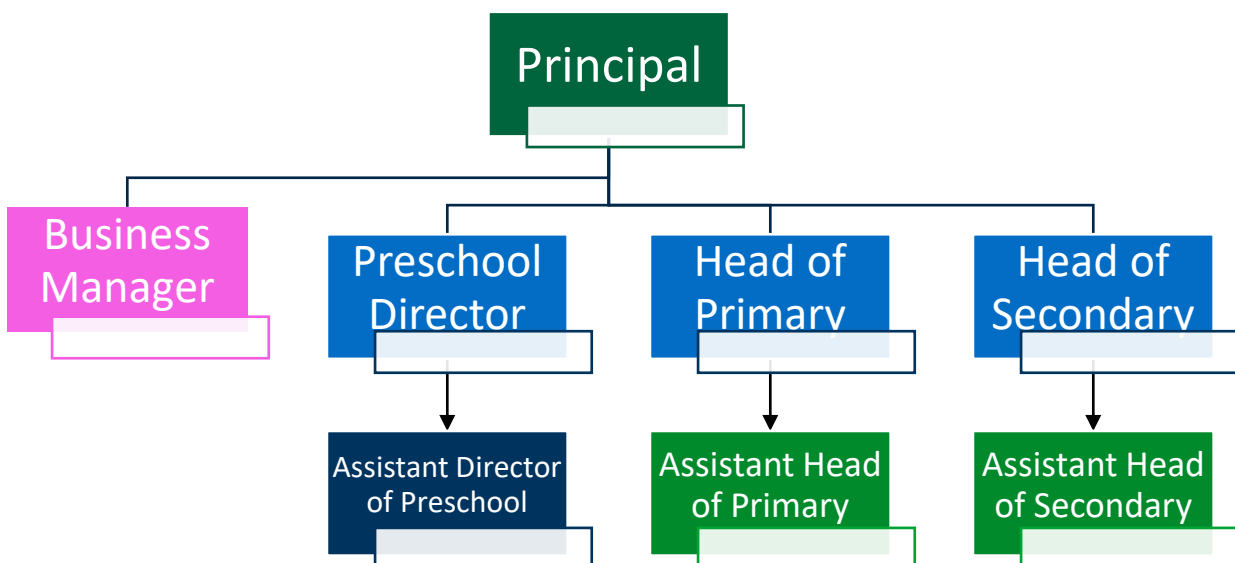 Principal
Business
Manager
Preschool
Director
Head of
Primary
Head of
Secondary
Assistant Director
of Preschool
Assistant Head
of Primary
Assistant Head
of Secondary